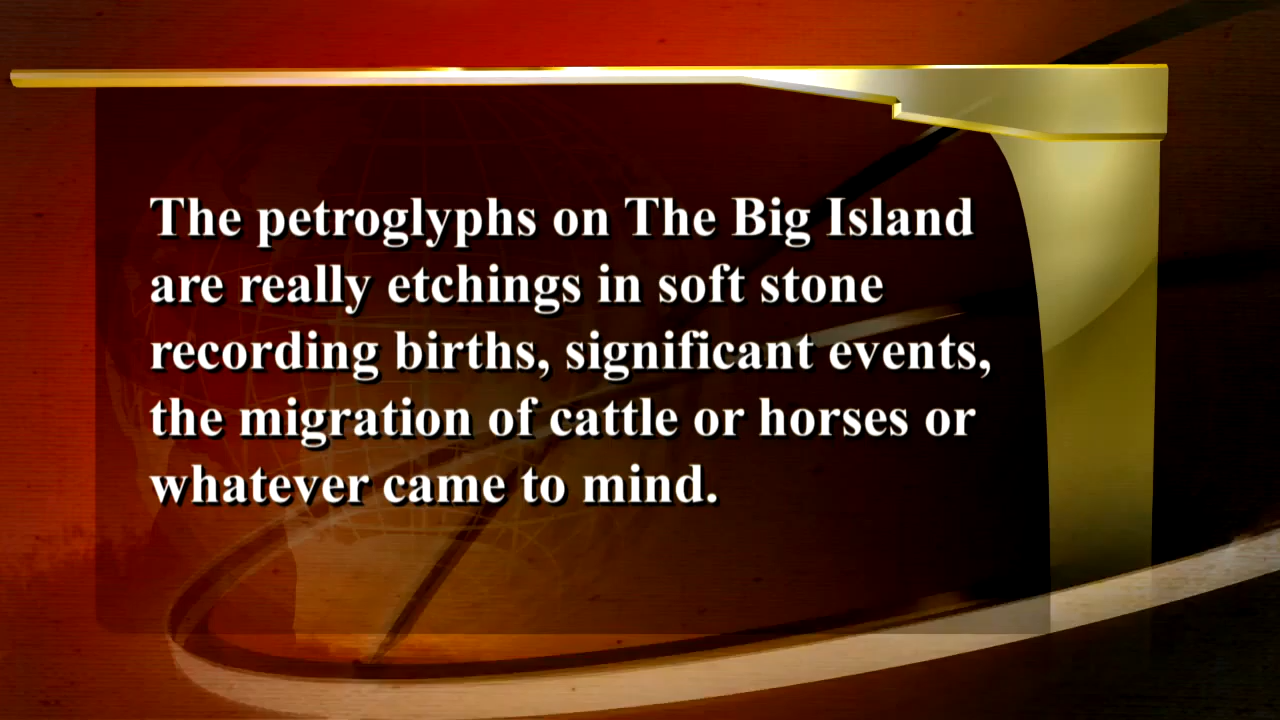 The petroglyphs on The Big Island
are really etchings in soft stone
recording births, significant events,
the migration of cattle or horses or
whatever came to mind.